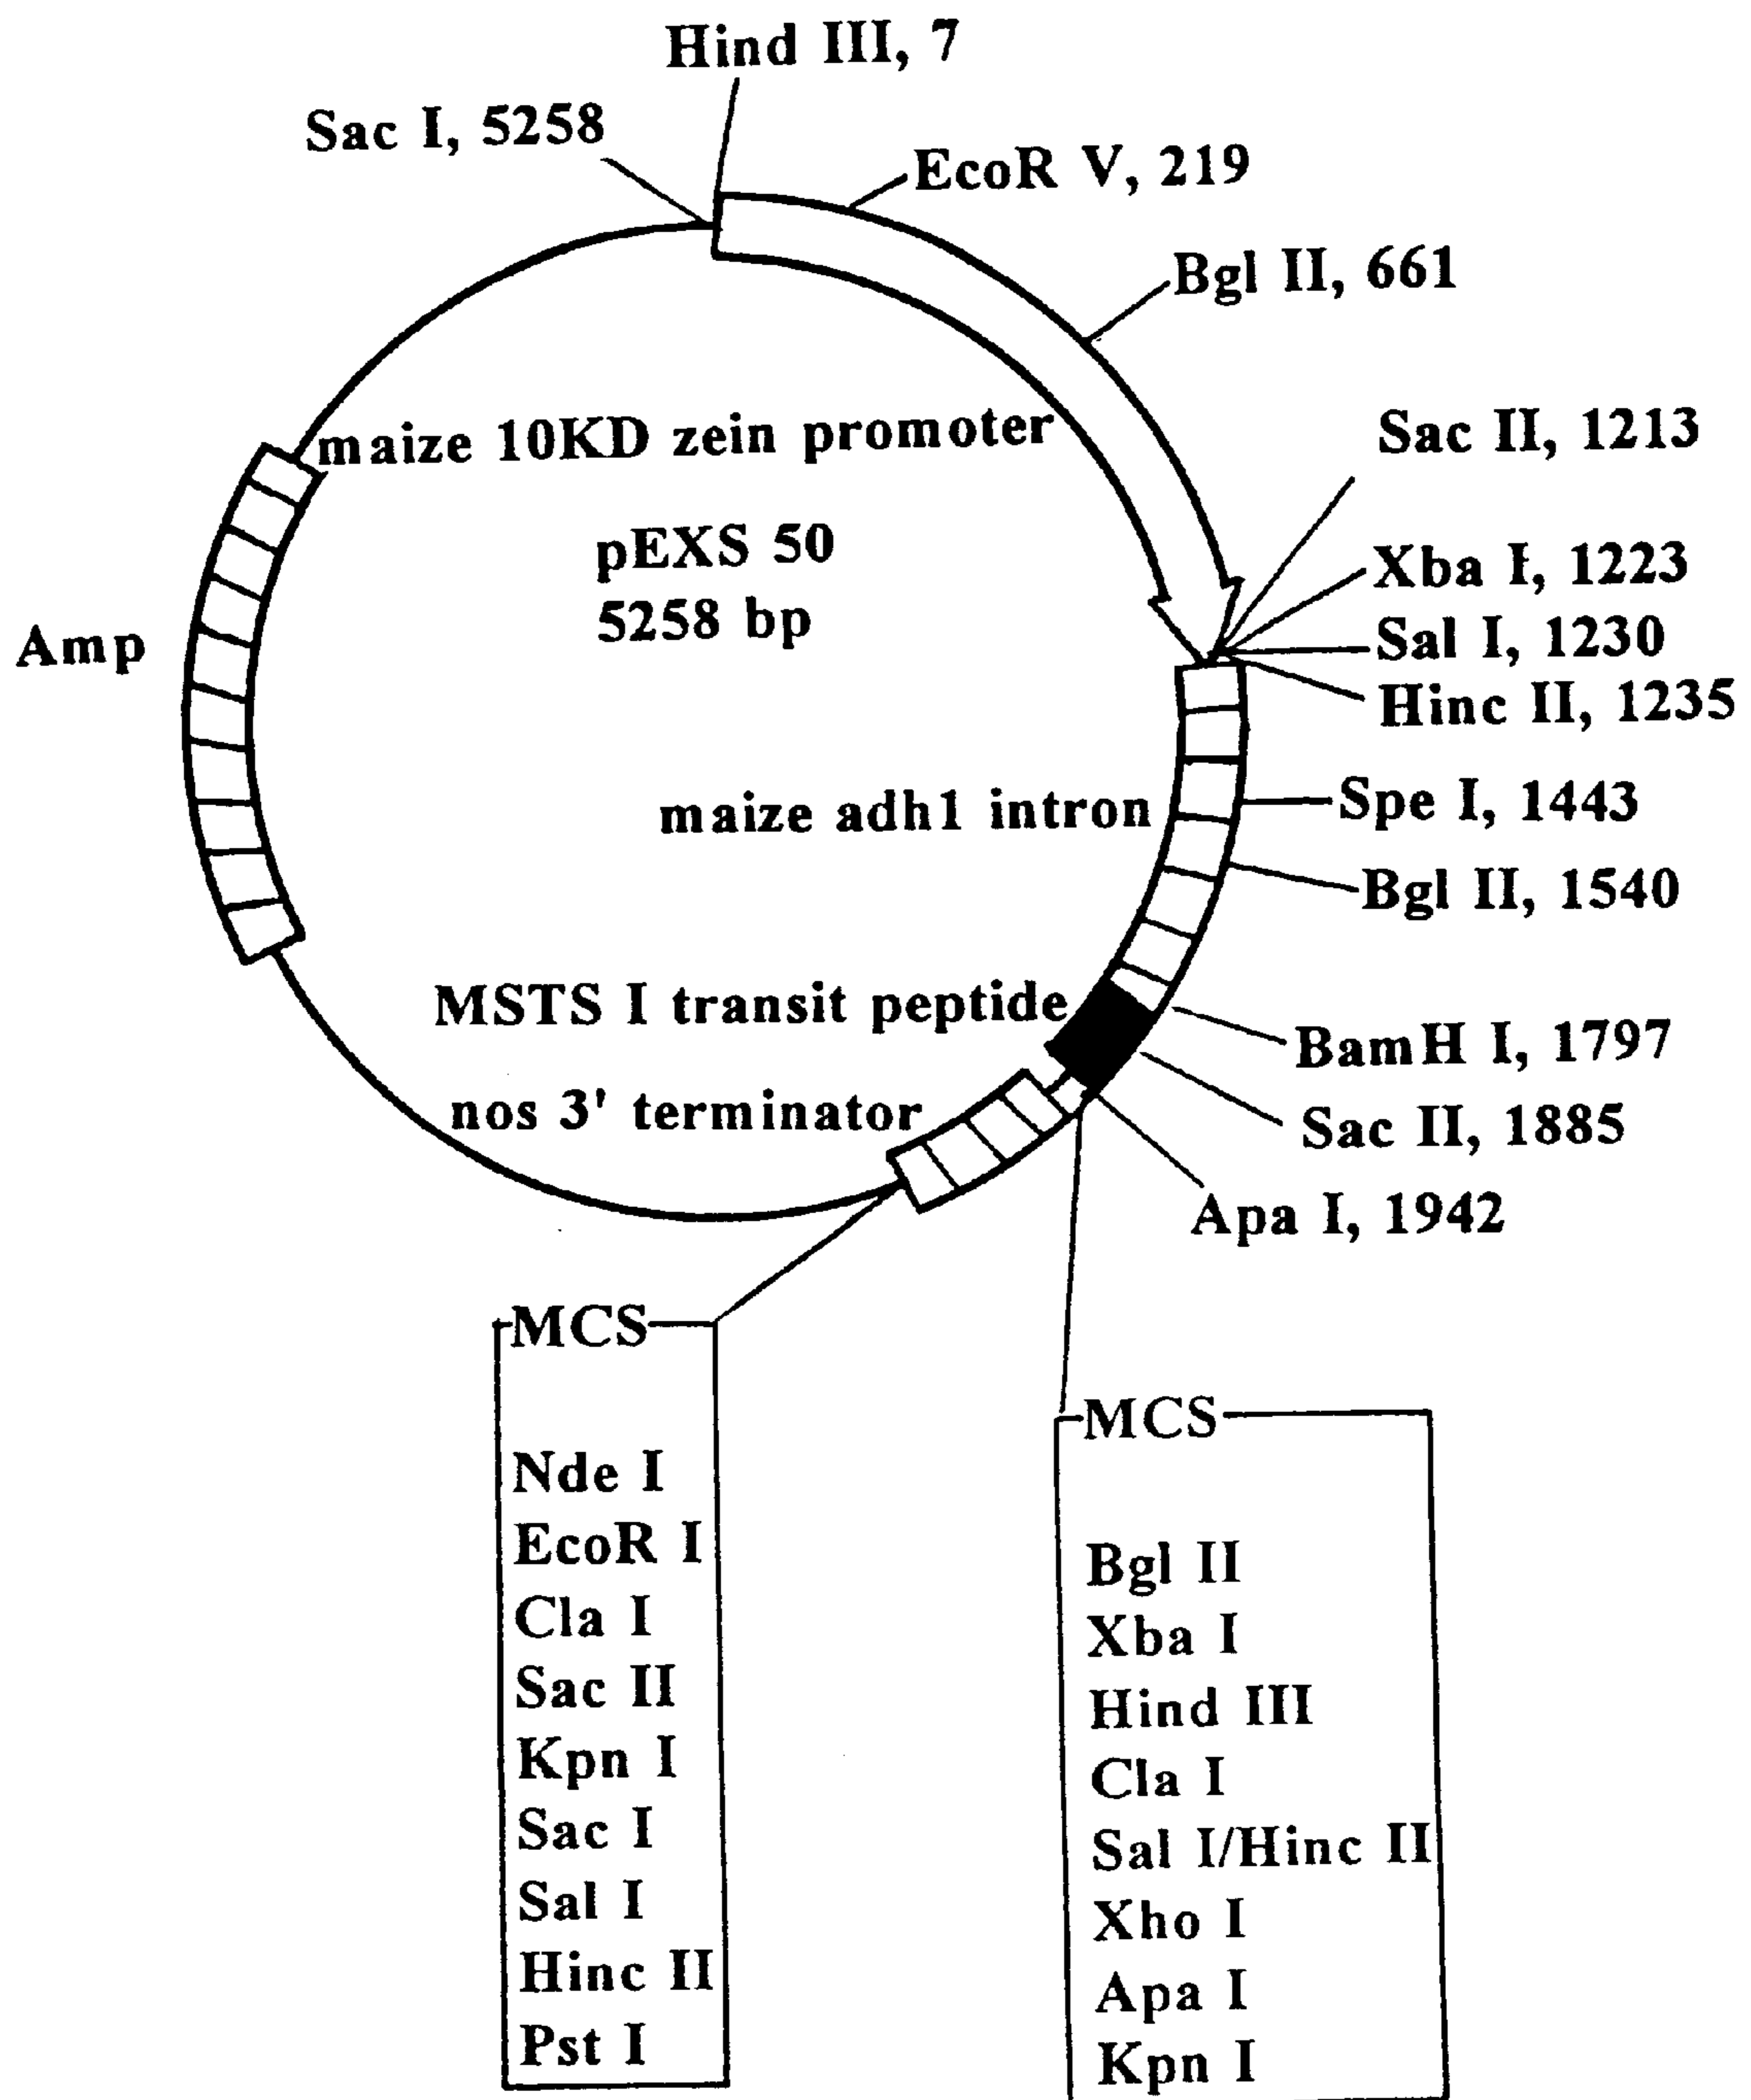 Hind III, 7
Sac I, 5258
EcoR V, 219
Bgl II, 661
Sac II, 1213
maize 10KD zein promoter
pEXS 50
5258 bp
Xba I, 1223
Amp
Sal I, 1230
Hinc II, 1235
maize adh1 intron
Spe I, 1443
Bgl II, 1540
MSTS I transit peptide
BamH I, 1797
nos 3' terminator
Sac II, 1885
Apa I, 1942
MCS
Nde I
EcoR I
Cla I
Sac II
Kpn I
Sac I
Sal I
Hinc II
Pst I
MCS
Bgl II
Xba I
Hind III
Cla I
Sal I/Hinc II
Xho I
Apa I
Kpn I